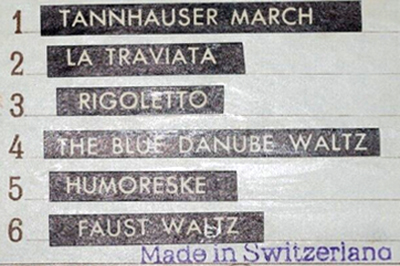 1 TANNHAUSER MARCH
2 LA TRAVIATA
3 RIGOLETTO
4 THE BLUE DANUBE WALTZ
5 HUMORESKE
6 FAUST WALTZ
Made in Switzerland